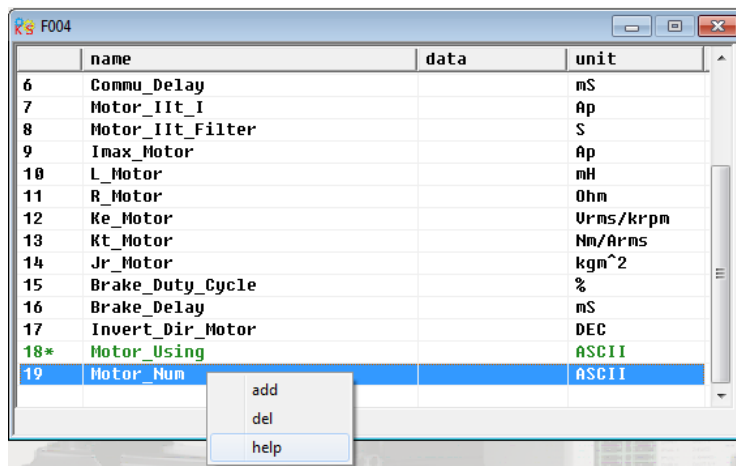 F004
name data unit
6 Commu_Delay mS
7 Motor_IIt_I Ap
8 Motor_IIt_Filter S
9 Imax_Motor Ap
10 L_Motor mH
11 R_Motor Ohm
12 Ke_Motor Vrms/krpm
13 Kt_Motor Nm/Arms
14 Jr_Motor kgm^2
15 Brake_Duty_Cycle %
16 Brake_Delay mS
17 Invert_Dir_Motor DEC
18* Motor_Using ASCII
19 Motor_Num ASCII
add
del
help